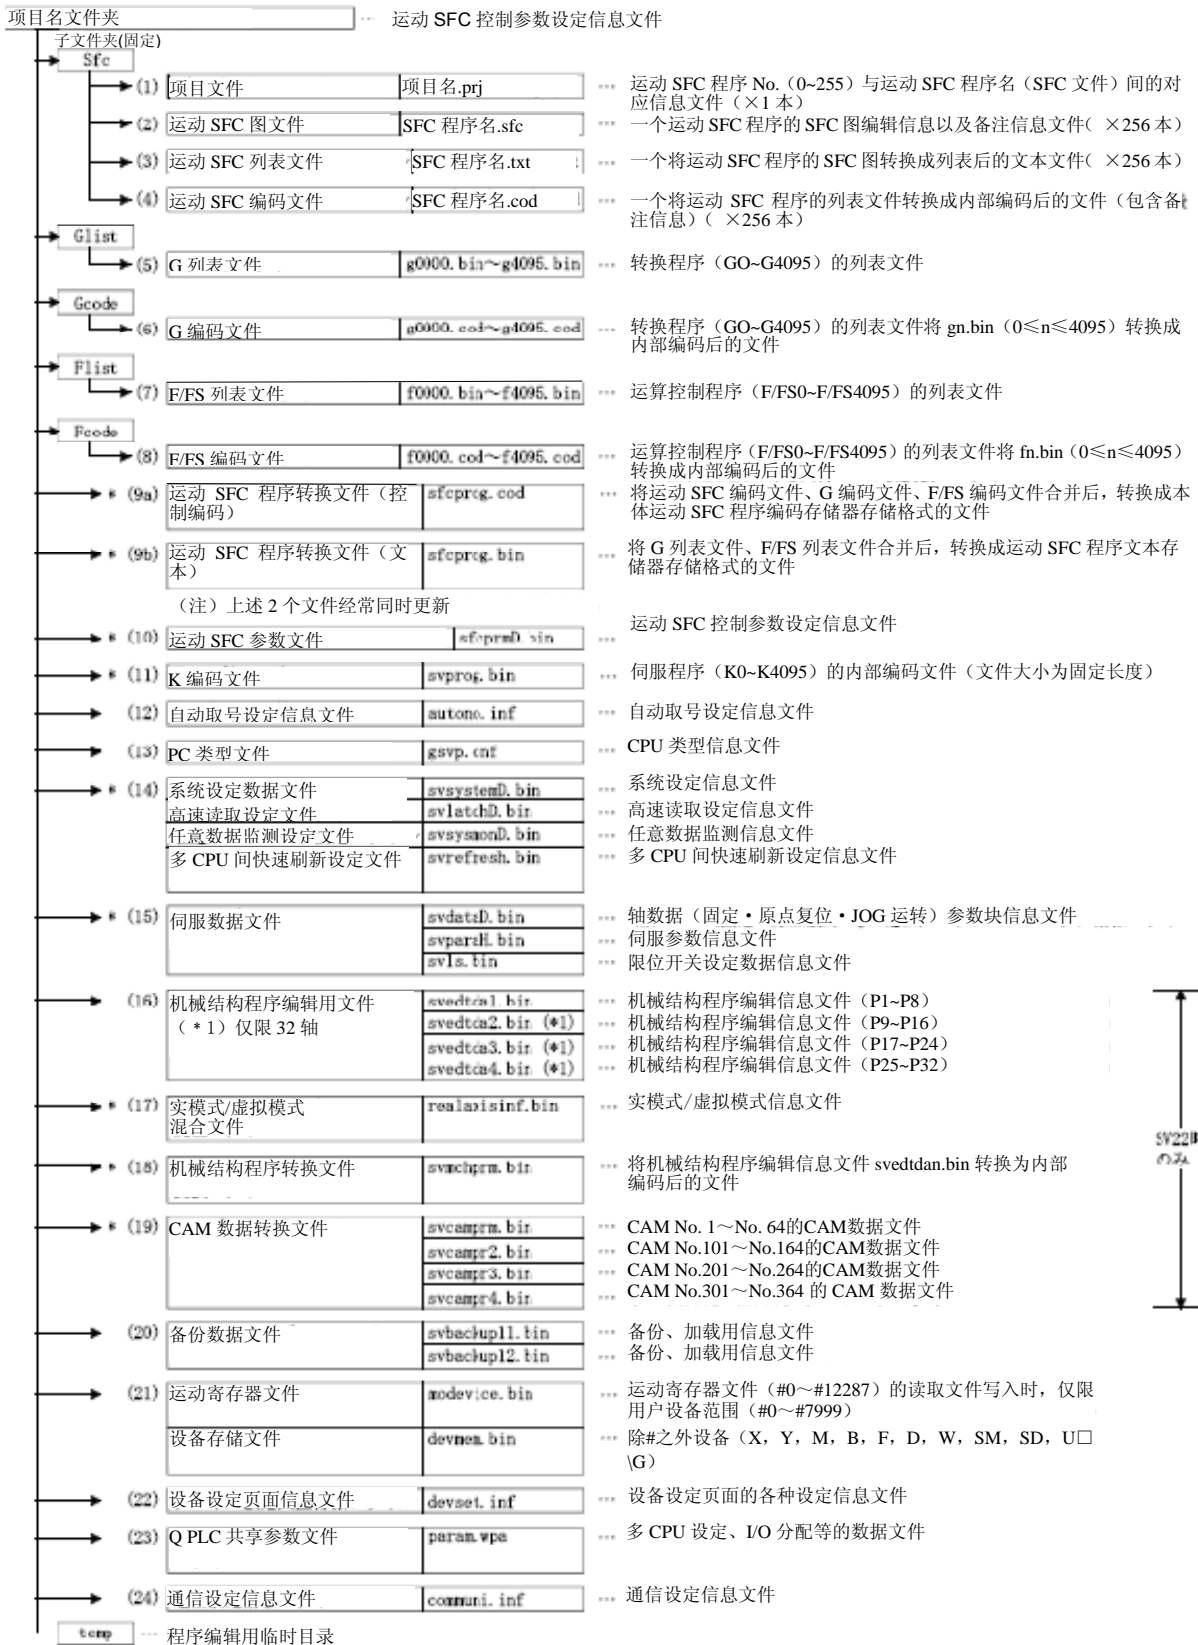 项目名文件夹 … 运动 SFC 控制参数设定信息文件
子文件夹(固定)
Sfc
(1) 项目文件 项目名.prj … 运动 SFC 程序 No.（0~255）与运动 SFC 程序名（SFC 文件）间的对
应信息文件（×1 本）
(2) 运动 SFC 图文件 SFC 程序名.sfc … 一个运动 SFC 程序的 SFC 图编辑信息以及备注信息文件（ ×256 本）
(3) 运动 SFC 列表文件 SFC 程序名.txt … 一个将运动 SFC 程序的 SFC 图转换成列表后的文本文件（ ×256 本）
(4) 运动 SFC 编码文件 SFC 程序名.cod … 一个将运动 SFC 程序的列表文件转换成内部编码后的文件（包含备
注信息）（ ×256 本）
Glist
(5) G 列表文件 g0000.bin～g4095.bin … 转换程序（GO~G4095）的列表文件
Gcode
(6) G 编码文件 g0000.cod～g4095.cod … 转换程序（GO~G4095）的列表文件将 gn.bin（0≤n≤4095）转换成
内部编码后的文件
Flist
(7) F/FS 列表文件 f0000.bin～f4095.bin … 运算控制程序（F/FS0~F/FS4095）的列表文件
Fcode
(8) F/FS 编码文件 f0000.cod～f4095.cod … 运算控制程序（F/FS0~F/FS4095）的列表文件将 fn.bin（0≤n≤4095）
转换成内部编码后的文件
* (9a) 运动 SFC 程序转换文件（控 sfcprog.cod … 将运动 SFC 编码文件、G 编码文件、F/FS 编码文件合并后，转换成本
制编码） 体运动 SFC 程序编码存储器存储格式的文件
* (9b) 运动 SFC 程序转换文件（文 sfcprog.bin … 将 G 列表文件、F/FS 列表文件合并后，转换成运动 SFC 程序文本存
本） 储器存储格式的文件
（注）上述 2 个文件经常同时更新
* (10) 运动 SFC 参数文件 sfcprmD.bin … 运动 SFC 控制参数设定信息文件
* (11) K 编码文件 svprog.bin … 伺服程序（K0~K4095）的内部编码文件（文件大小为固定长度）
(12) 自动取号设定信息文件 autono.inf … 自动取号设定信息文件
(13) PC 类型文件 gsvp.cnf … CPU 类型信息文件
* (14) 系统设定数据文件 svsystemD.bin … 系统设定信息文件
高速读取设定文件 svlatchD.bin … 高速读取设定信息文件
任意数据监测设定文件 svsysmonD.bin … 任意数据监测信息文件
多 CPU 间快速刷新设定文件 svrefresh.bin … 多 CPU 间快速刷新设定信息文件
* (15) 伺服数据文件 svdataD.bin … 轴数据（固定・原点复位・JOG 运转）参数块信息文件
svparaH.bin … 伺服参数信息文件
svls.bin … 限位开关设定数据信息文件
(16) 机械结构程序编辑用文件 svedtda1.bin … 机械结构程序编辑信息文件（P1~P8）
（*1）仅限 32 轴 svedtda2.bin (*1) … 机械结构程序编辑信息文件（P9~P16）
svedtda3.bin (*1) … 机械结构程序编辑信息文件（P17~P24）
svedtda4.bin (*1) … 机械结构程序编辑信息文件（P25~P32）
* (17) 实模式/虚拟模式 realaxisinf.bin … 实模式/虚拟模式信息文件
混合文件
SV22時
のみ
* (18) 机械结构程序转换文件 svmchprm.bin … 将机械结构程序编辑信息文件 svedtdan.bin 转换为内部
编码后的文件
* (19) CAM 数据转换文件 svcamprm.bin … CAM No. 1～No. 64的CAM数据文件
svcampr2.bin … CAM No.101～No.164的CAM数据文件
svcampr3.bin … CAM No.201～No.264的CAM数据文件
svcampr4.bin … CAM No.301～No.364 的 CAM 数据文件
(20) 备份数据文件 svbackup11.bin … 备份、加载用信息文件
svbackup12.bin … 备份、加载用信息文件
(21) 运动寄存器文件 modevice.bin … 运动寄存器文件（#0～#12287）的读取文件写入时，仅限
用户设备范围（#0～#7999）
设备存储文件 devmem.bin … 除#之外设备（X，Y，M，B，F，D，W，SM，SD，U□
\G）
(22) 设备设定页面信息文件 devset.inf … 设备设定页面的各种设定信息文件
(23) Q PLC 共享参数文件 param.wpa … 多 CPU 设定、I/O 分配等的数据文件
(24) 通信设定信息文件 communi.inf … 通信设定信息文件
temp … 程序编辑用临时目录